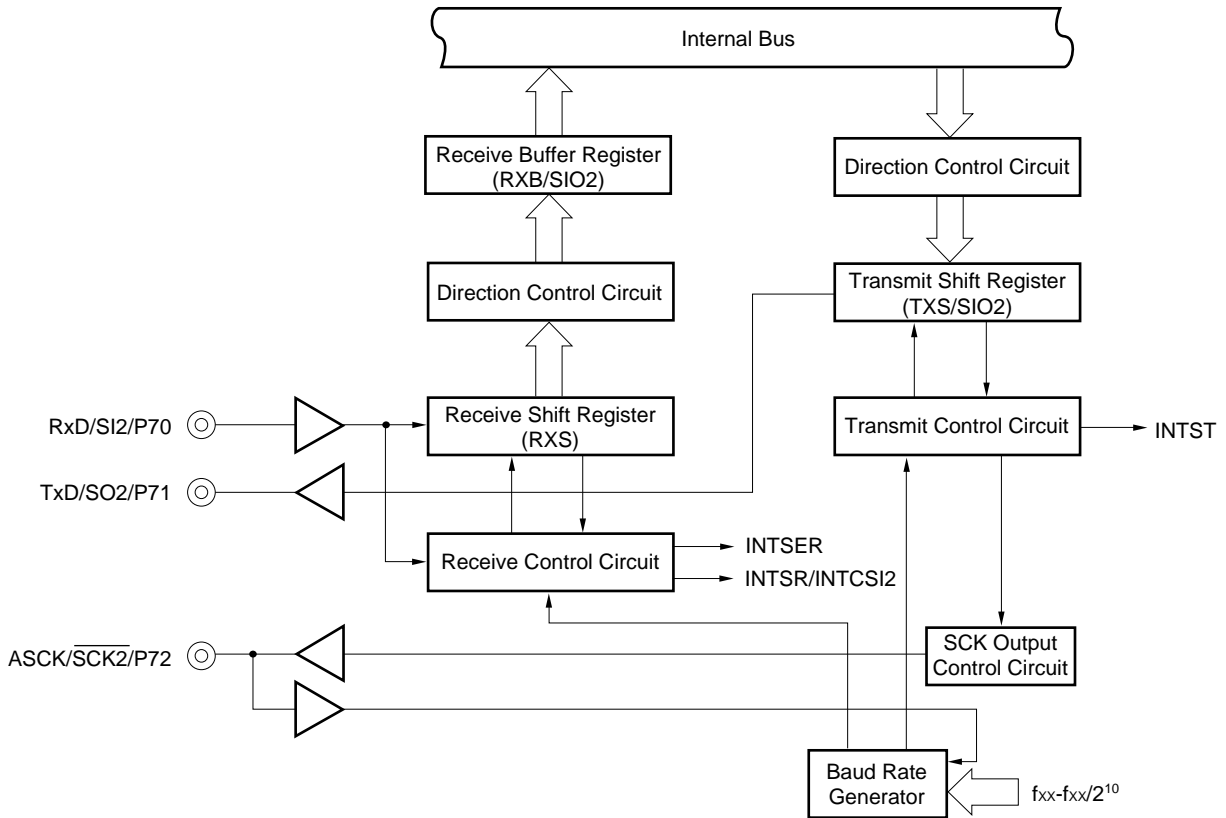 Internal Bus
Receive Buffer Register
(RXB/SIO2)
Direction Control Circuit
Direction Control Circuit
Transmit Shift Register
(TXS/SIO2)
RxD/SI2/P70
Receive Shift Register
(RXS)
Transmit Control Circuit
INTST
TxD/SO2/P71
Receive Control Circuit
INTSER
INTSR/INTCSI2
ASCK/S̅C̅K̅2̅/P72
SCK Output
Control Circuit
Baud Rate
Generator
fxx-fxx/2¹⁰